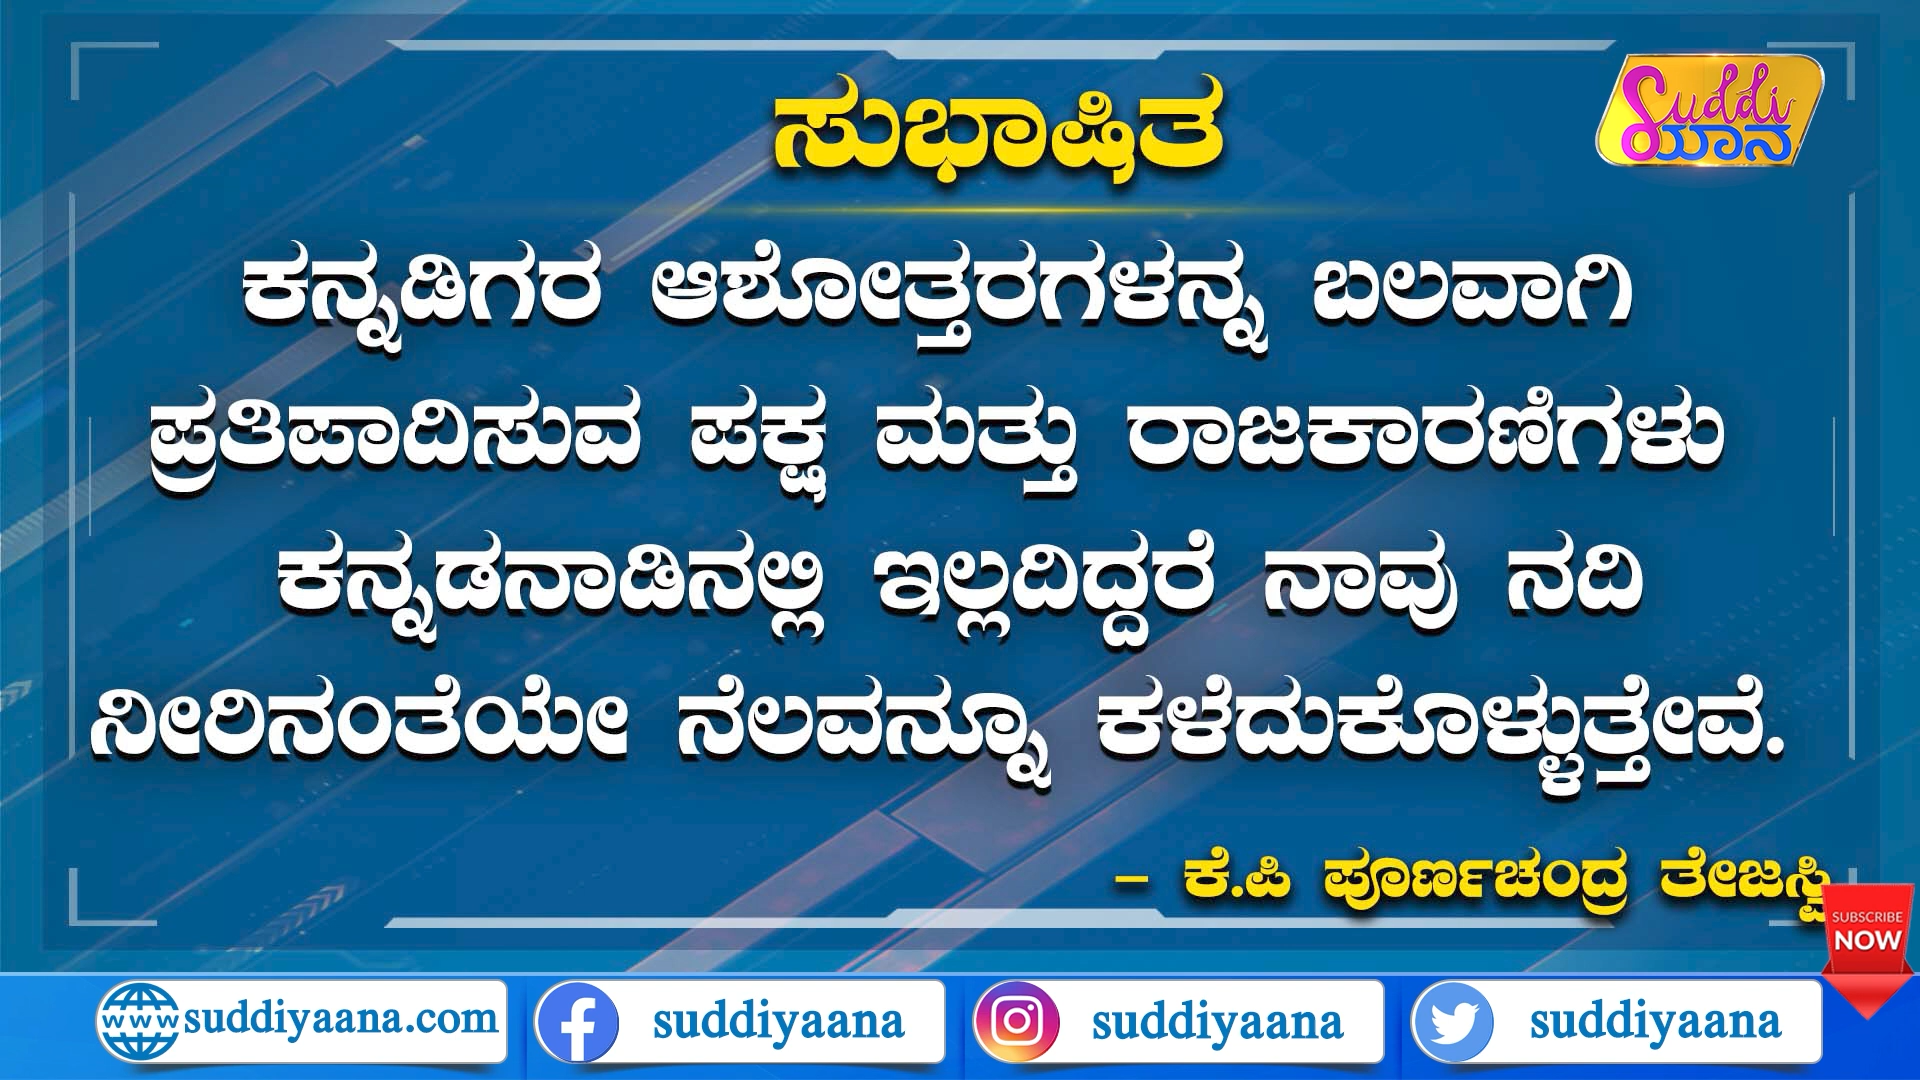 ಸುಭಾಷಿತ
Suddi
ಯಾನ
ಕನ್ನಡಿಗರ ಆಶೋತ್ತರಗಳನ್ನ ಬಲವಾಗಿ
ಪ್ರತಿಪಾದಿಸುವ ಪಕ್ಷ ಮತ್ತು ರಾಜಕಾರಣಿಗಳು
ಕನ್ನಡನಾಡಿನಲ್ಲಿ ಇಲ್ಲದಿದ್ದರೆ ನಾವು ನದಿ
ನೀರಿನಂತೆಯೇ ನೆಲವನ್ನೂ ಕಳೆದುಕೊಳ್ಳುತ್ತೇವೆ.
– ಕೆ.ಪಿ ಪೂರ್ಣಚಂದ್ರ ತೇಜಸ್ವಿ
SUBSCRIBE
NOW
www.suddiyaana.com suddiyaana suddiyaana suddiyaana